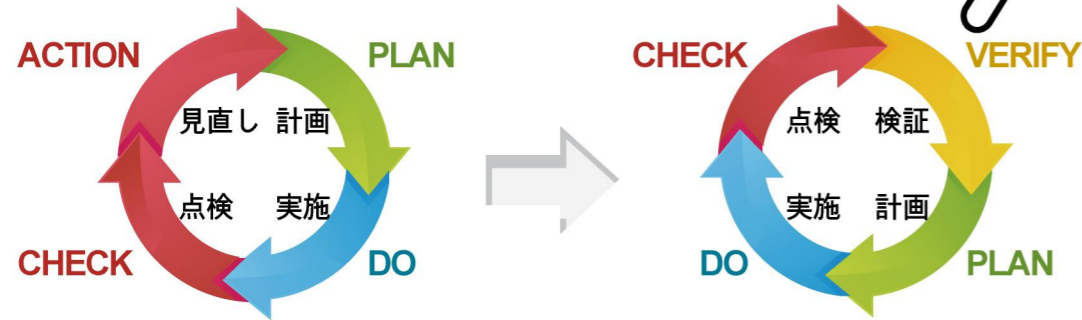 ACTION
PLAN
見直し 計画
点検 実施
CHECK
DO
CHECK
VERIFY
点検 検証
実施 計画
DO
PLAN